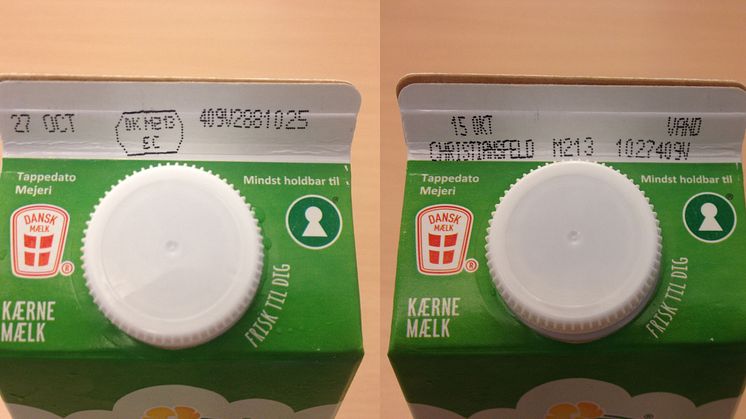 27 OCT
DK M213
EC
409V2881025
Tappedato
Mejeri
Mindst holdbar til
DANSK
MÆLK
®
KÆRNE
MÆLK
FRISK TIL DIG
15 OKT
VAND
CHRISTIANSFELD M213 1027409V
Tappedato
Mejeri
Mindst holdbar til
DANSK
MÆLK
®
KÆRNE
MÆLK
FRISK TIL DIG